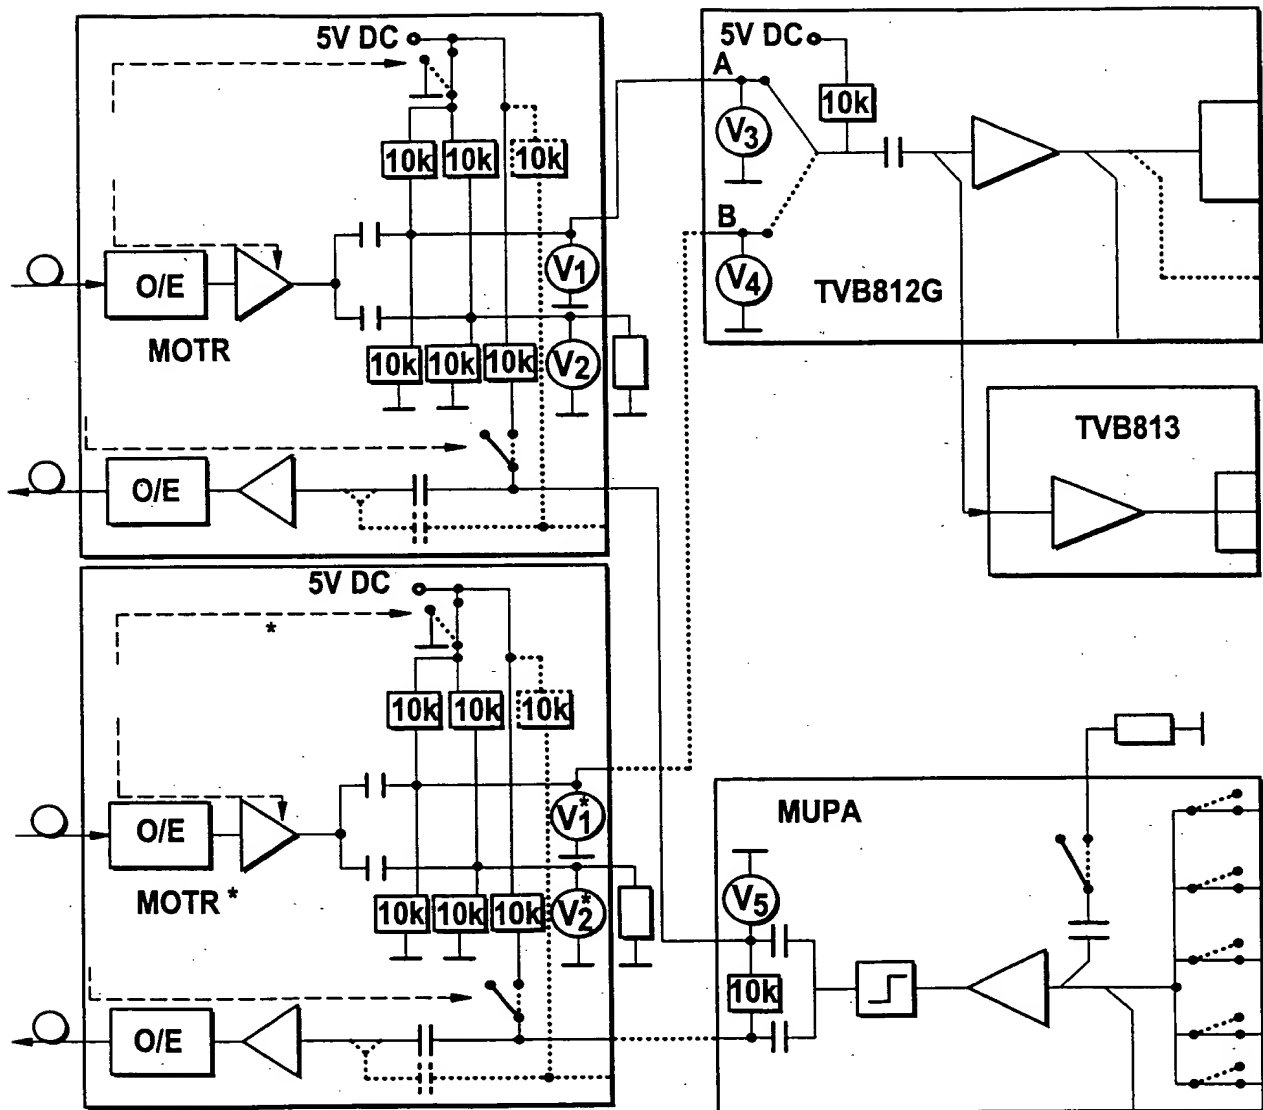 5V DC
10k
10k
10k
V1
O/E
MOTR
10k
10k
10k
V2
O/E
5V DC
*
10k
10k
10k
V1*
O/E
MOTR *
10k
10k
10k
V2*
O/E
5V DC
A
10k
V3
B
V4
TVB812G
TVB813
MUPA
V5
10k